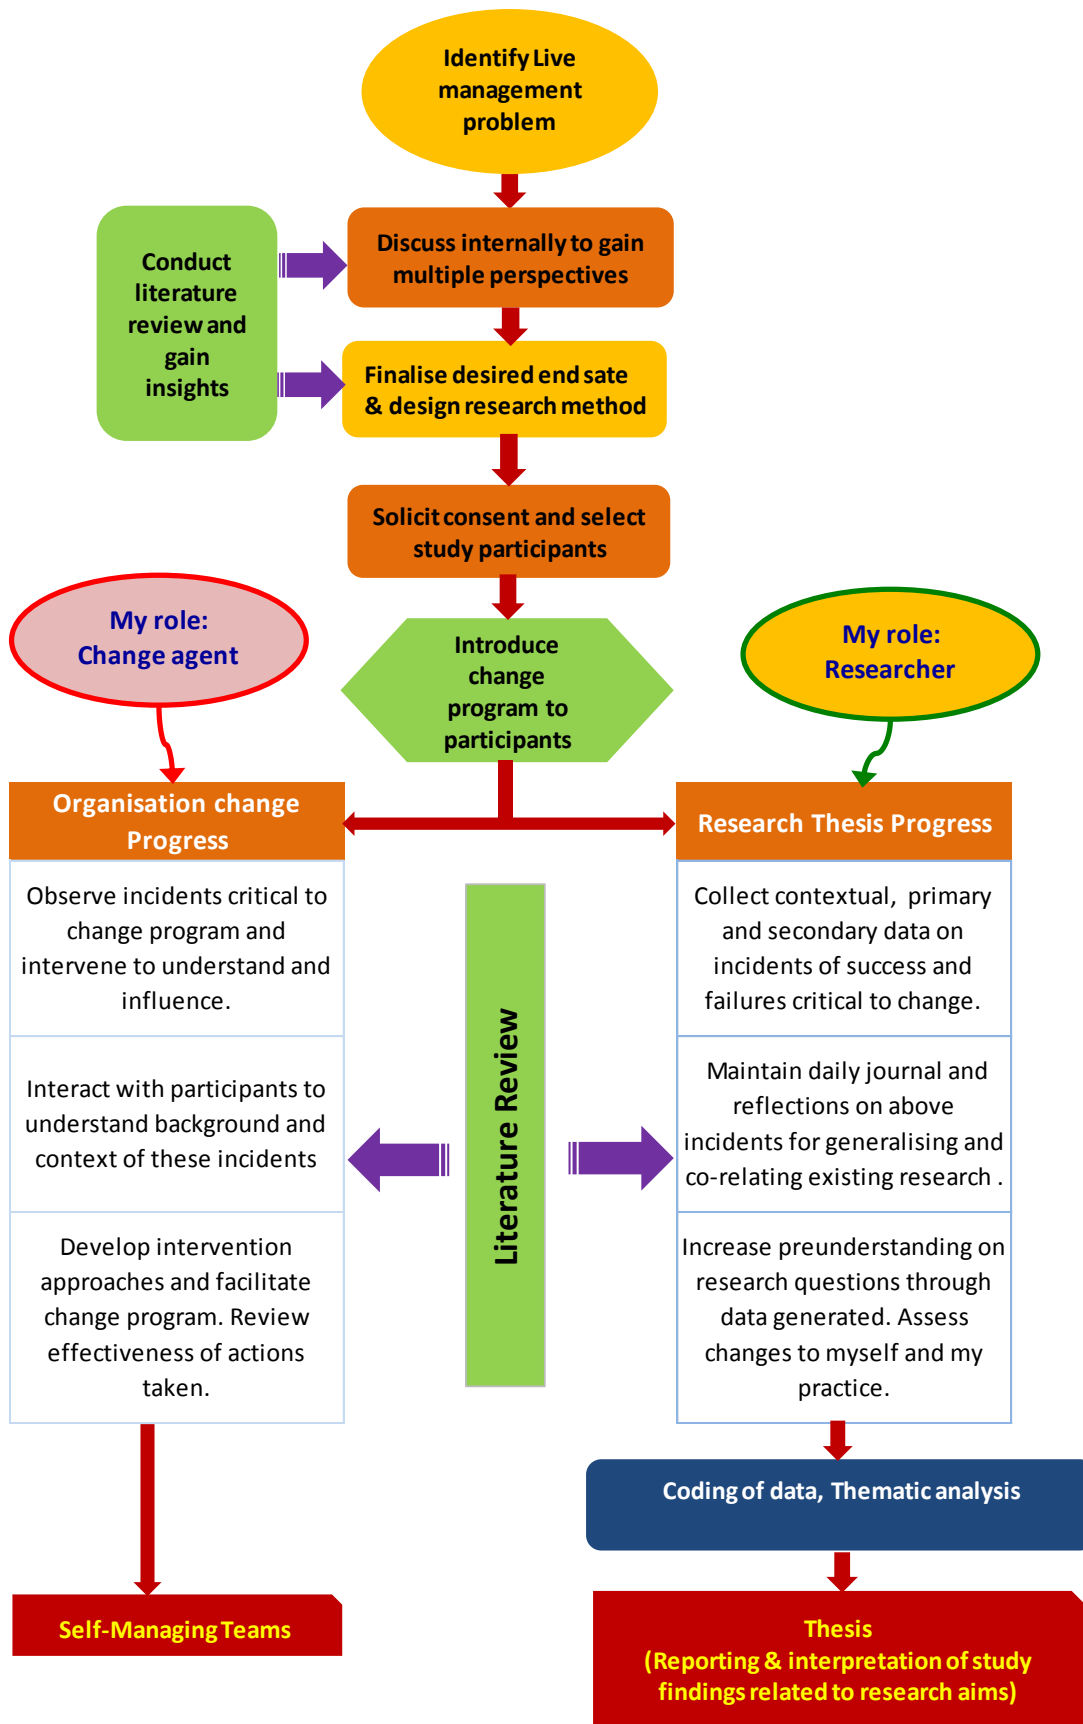 Identify Live
management
problem
Conduct
literature
review and
gain
insights
Discuss internally to gain
multiple perspectives
Finalise desired end sate
& design research method
Solicit consent and select
study participants
My role:
Change agent
Introduce
change
program to
participants
My role:
Researcher
Organisation change
Progress
Observe incidents critical to
change program and
intervene to understand and
influence.
Interact with participants to
understand background and
context of these incidents
Develop intervention
approaches and facilitate
change program. Review
effectiveness of actions
taken.
Literature Review
Research Thesis Progress
Collect contextual, primary
and secondary data on
incidents of success and
failures critical to change.
Maintain daily journal and
reflections on above
incidents for generalising and
co-relating existing research .
Increase preunderstanding on
research questions through
data generated. Assess
changes to myself and my
practice.
Coding of data, Thematic analysis
Self-Managing Teams
Thesis
(Reporting & interpretation of study
findings related to research aims)